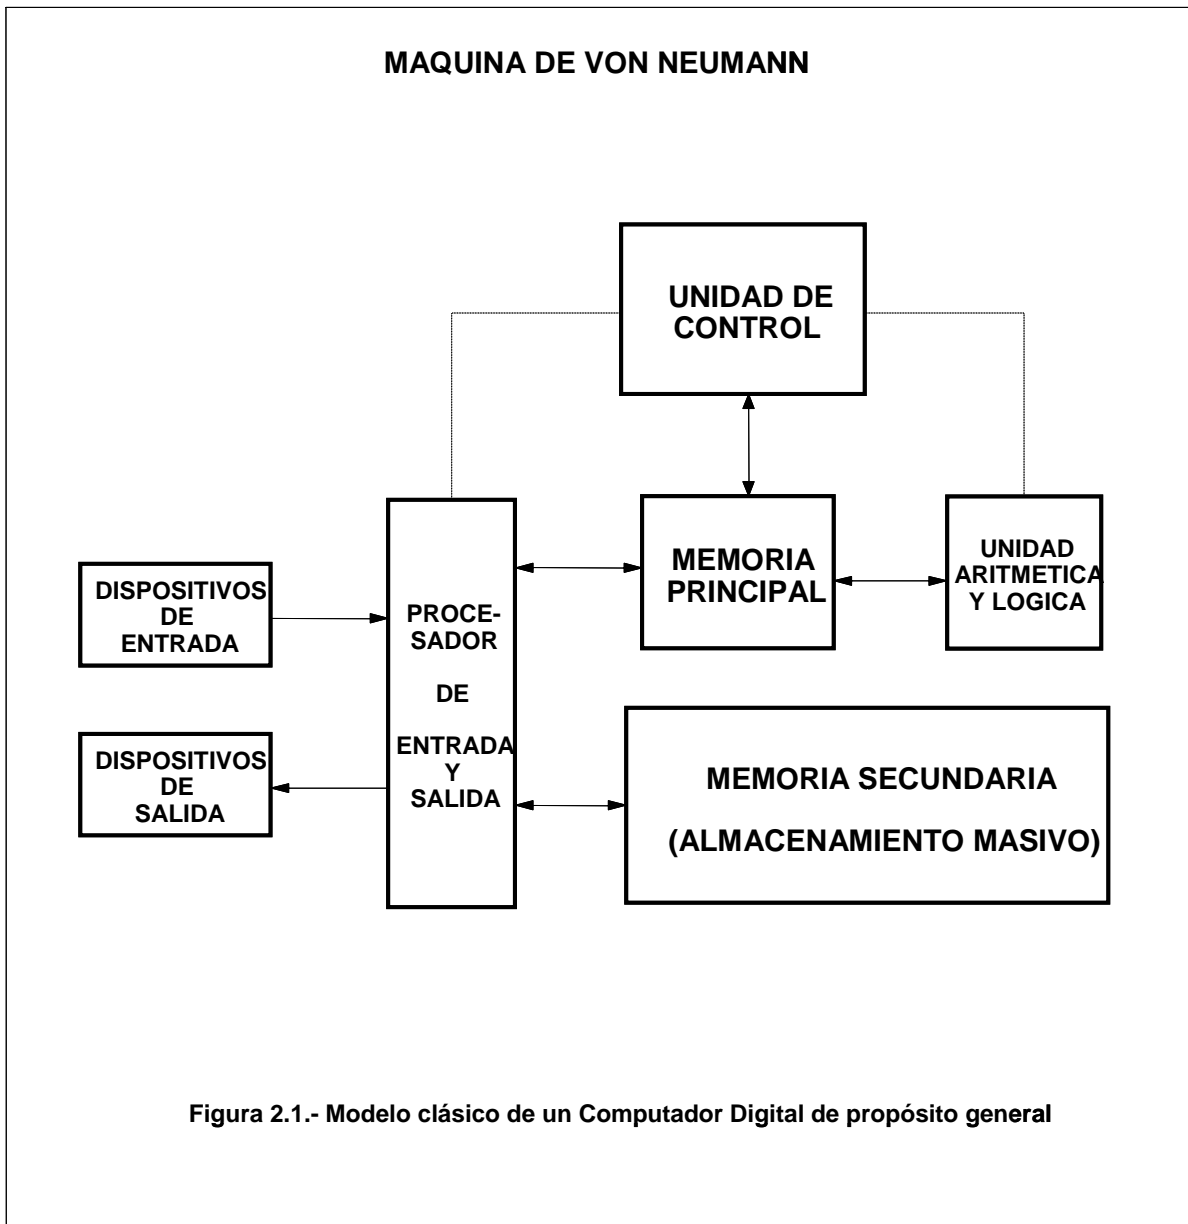 MAQUINA DE VON NEUMANN
UNIDAD DE
CONTROL
MEMORIA
PRINCIPAL
UNIDAD
ARITMETICA
Y LOGICA
DISPOSITIVOS
DE
ENTRADA
PROCE-
SADOR
DE
ENTRADA
Y
SALIDA
DISPOSITIVOS
DE
SALIDA
MEMORIA SECUNDARIA
(ALMACENAMIENTO MASIVO)
Figura 2.1.- Modelo clásico de un Computador Digital de propósito general